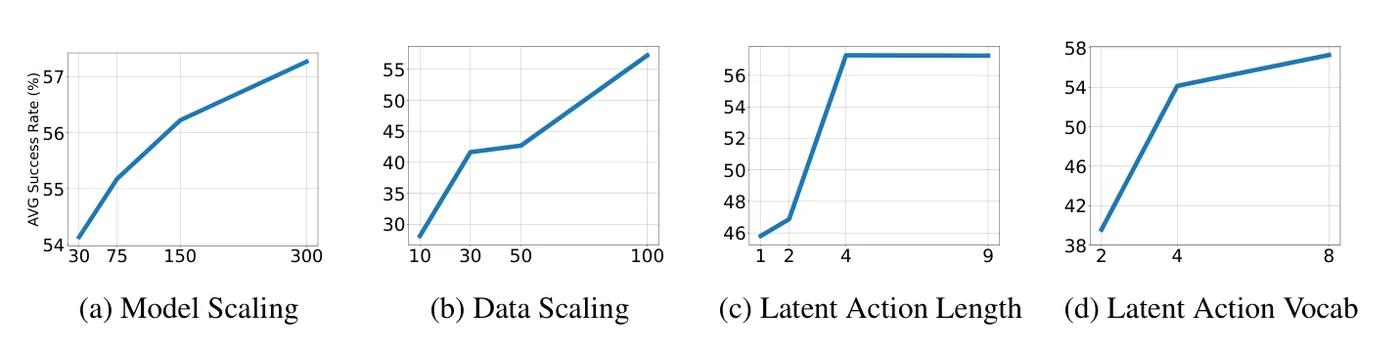 AVG Success Rate (%)
57
56
55
54
30 75 150 300
(a) Model Scaling
55
50
45
40
35
30
10 30 50 100
(b) Data Scaling
56
54
52
50
48
46
1 2 4 9
(c) Latent Action Length
58
54
50
46
42
38
2 4 8
(d) Latent Action Vocab